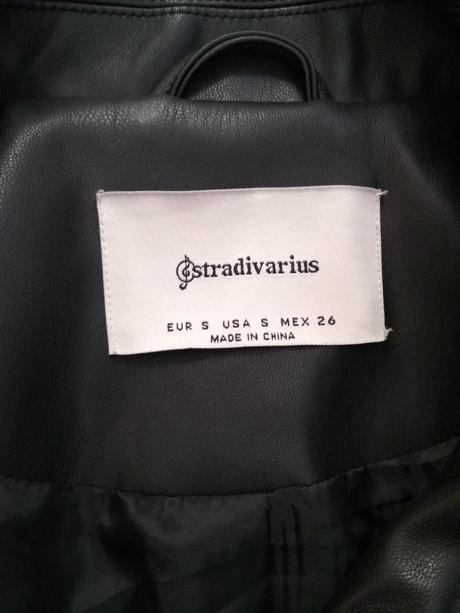 stradivarius
EUR S USA S MEX 26
MADE IN CHINA